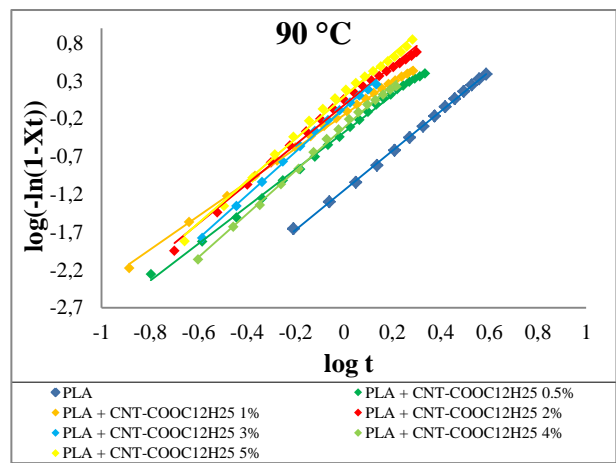 90 °C
log(-ln(1-Xt))
0,8
0,3
-0,2
-0,7
-1,2
-1,7
-2,2
-2,7
-1 -0,8 -0,6 -0,4 -0,2 0 0,2 0,4 0,6 0,8 1
log t
PLA PLA + CNT-COOC12H25 0.5%
PLA + CNT-COOC12H25 1% PLA + CNT-COOC12H25 2%
PLA + CNT-COOC12H25 3% PLA + CNT-COOC12H25 4%
PLA + CNT-COOC12H25 5%